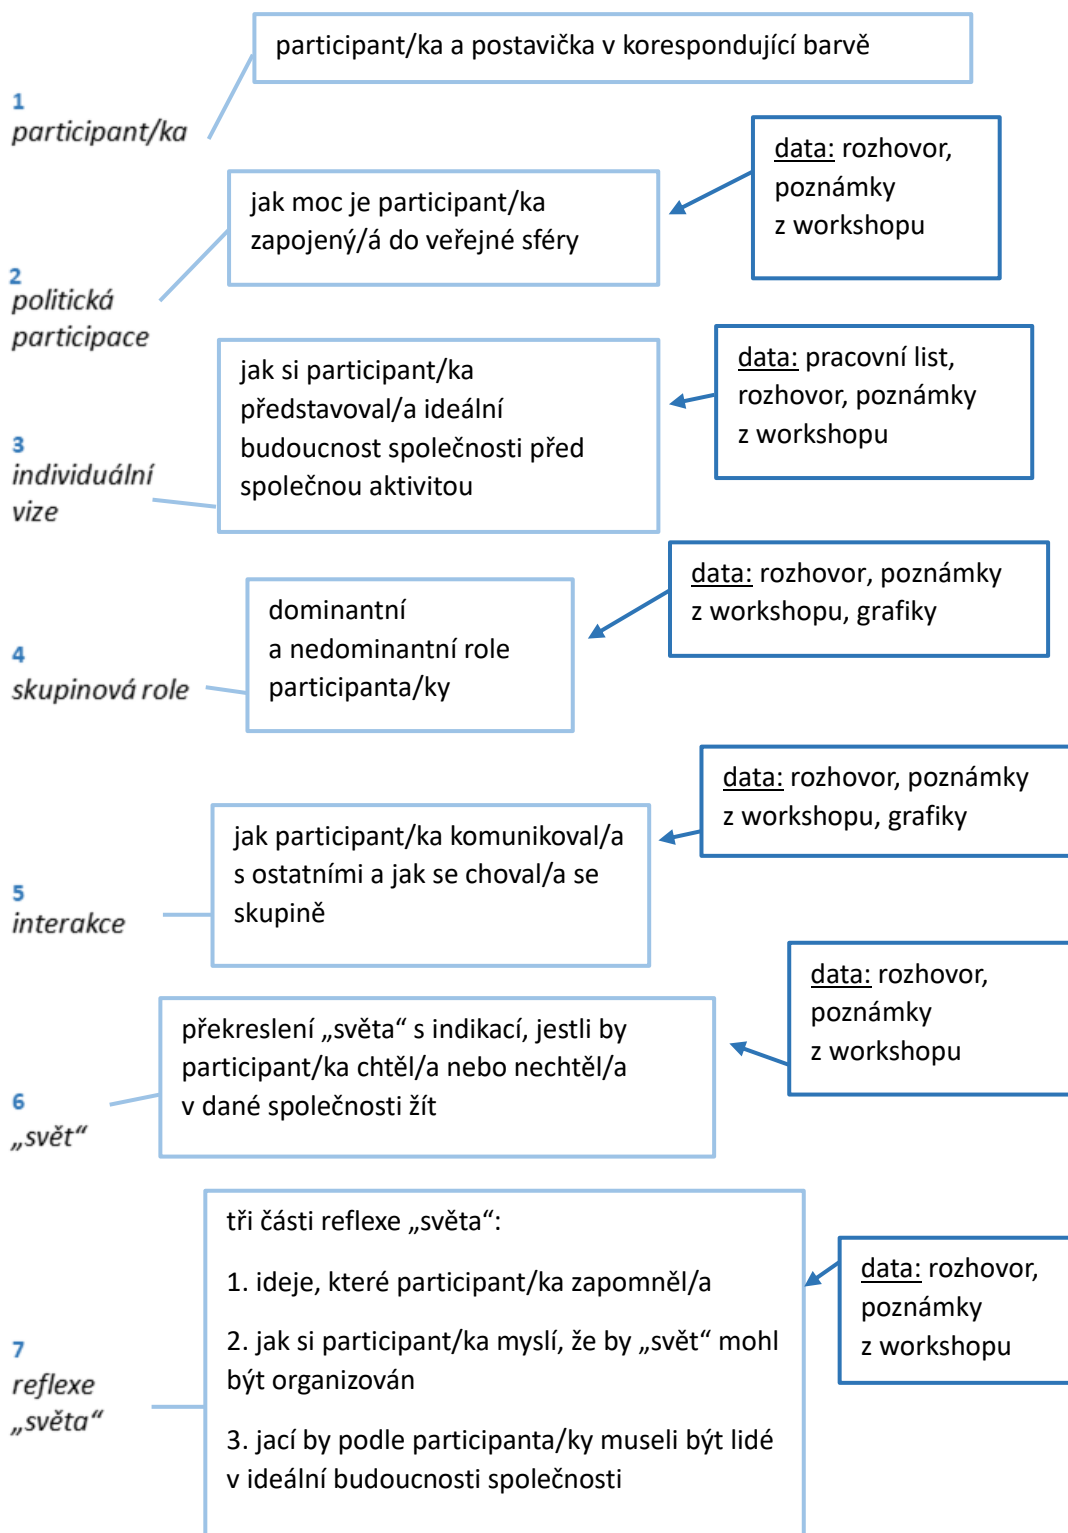 participant/ka a postavička v korespondující barvě
1
participant/ka
data: rozhovor,
poznámky
z workshopu
jak moc je participant/ka
zapojený/á do veřejné sféry
2
politická
participace
data: pracovní list,
rozhovor, poznámky
z workshopu
jak si participant/ka
představoval/a ideální
budoucnost společnosti před
společnou aktivitou
3
individuální
vize
data: rozhovor, poznámky
z workshopu, grafiky
dominantní
a nedominantní role
participanta/ky
4
skupinová role
data: rozhovor, poznámky
z workshopu, grafiky
jak participant/ka komunikoval/a
s ostatními a jak se choval/a se
skupině
5
interakce
data: rozhovor,
poznámky
z workshopu
překreslení „světa“ s indikací, jestli by
participant/ka chtěl/a nebo nechtěl/a
v dané společnosti žít
6
„svět“
tři části reflexe „světa“:
1. ideje, které participant/ka zapomněl/a
2. jak si participant/ka myslí, že by „svět“ mohl
být organizován
3. jací by podle participanta/ky museli být lidé
v ideální budoucnosti společnosti
data: rozhovor,
poznámky
z workshopu
7
reflexe
„světa“